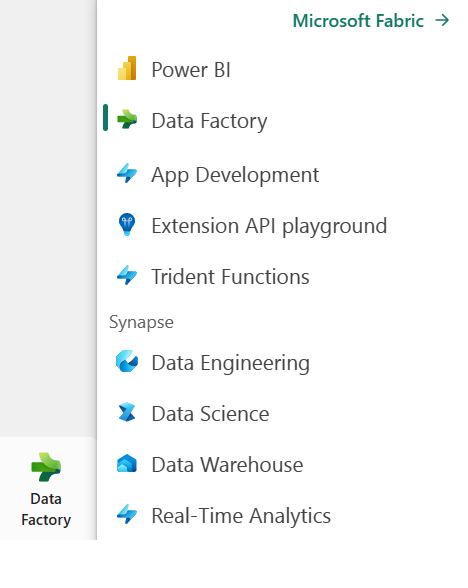 Microsoft Fabric →
Power BI
Data Factory
App Development
Extension API playground
Trident Functions
Synapse
Data Engineering
Data Science
Data Warehouse
Real-Time Analytics
Data
Factory